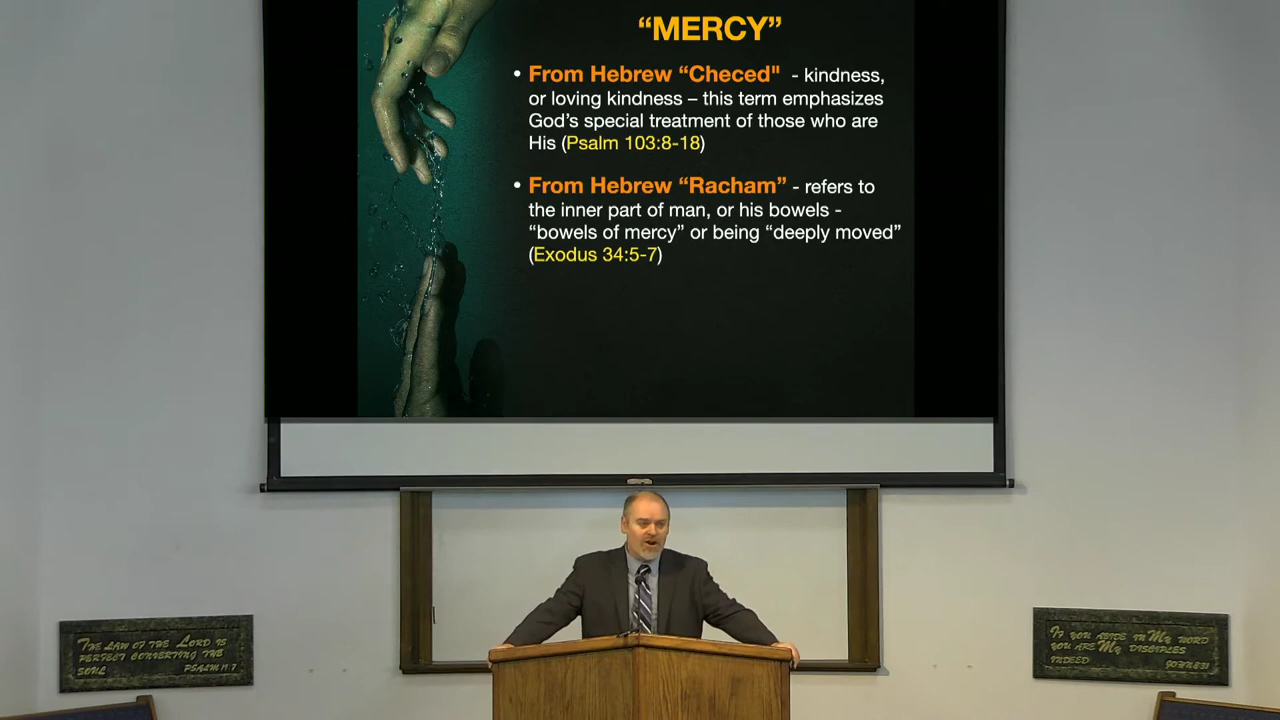 “MERCY”
• From Hebrew “Checed" - kindness,
or loving kindness – this term emphasizes
God’s special treatment of those who are
His (Psalm 103:8-18)
• From Hebrew “Racham” - refers to
the inner part of man, or his bowels -
“bowels of mercy” or being “deeply moved”
(Exodus 34:5-7)
THE LAW OF THE LORD IS
PERFECT CONVERTING THE
SOUL PSALM 19:7
IF YOU ABIDE IN MY WORD
YOU ARE MY DISCIPLES
INDEED JOHN 8:31